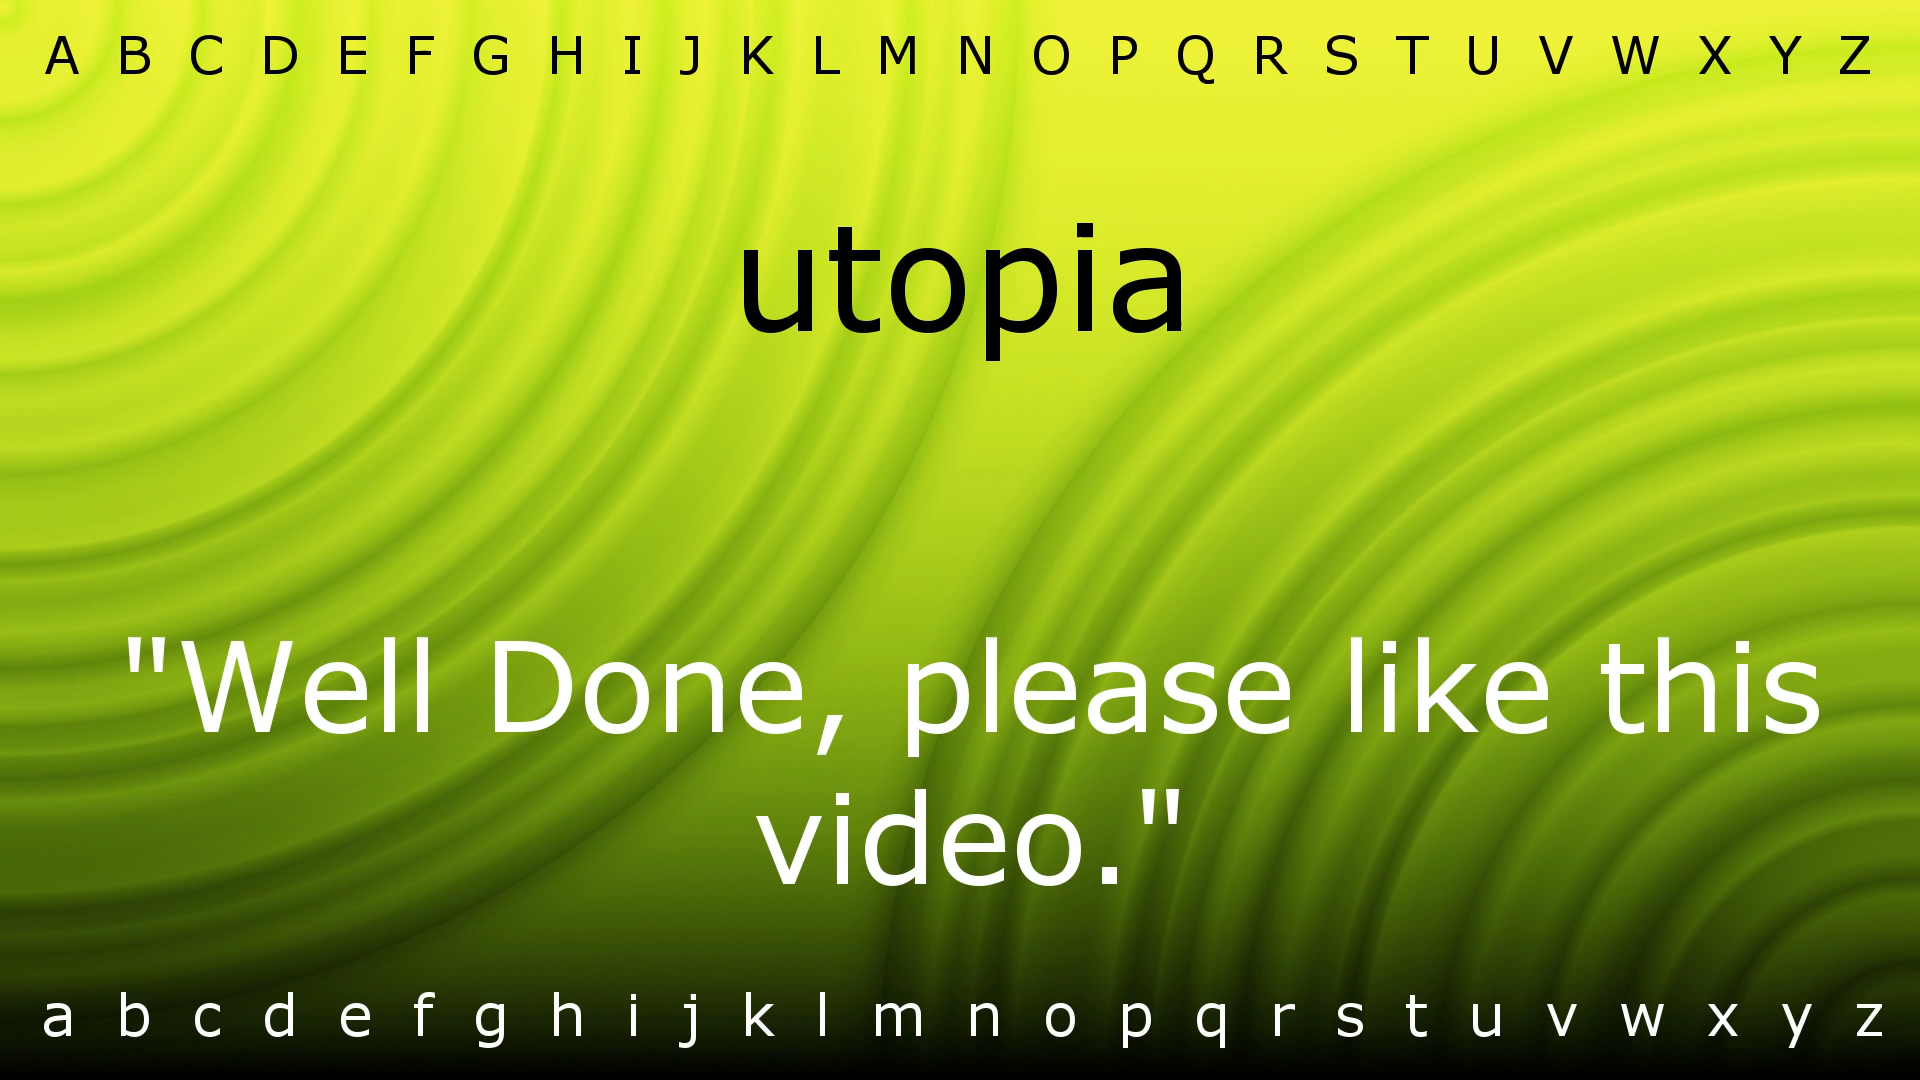 A B C D E F G H I J K L M N O P Q R S T U V W X Y Z
utopia
"Well Done, please like this
video."
a b c d e f g h i j k l m n o p q r s t u v w x y z